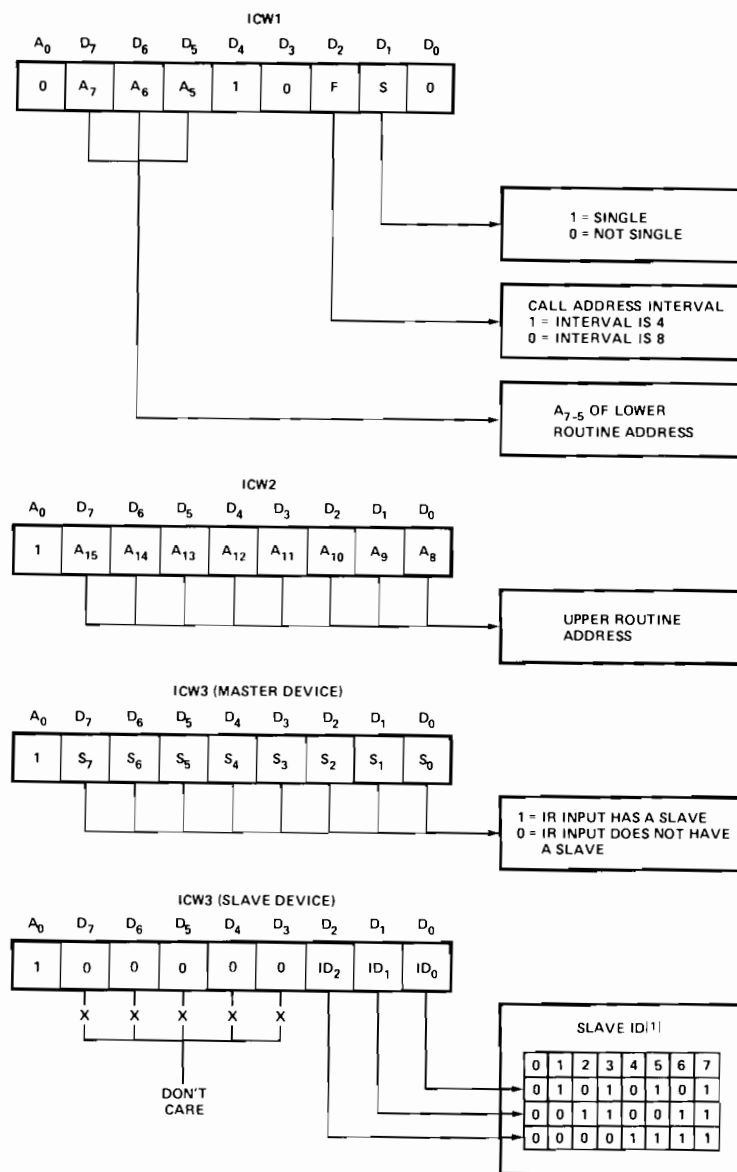 ICW1
A0 D7 D6 D5 D4 D3 D2 D1 D0
0 A7 A6 A5 1 0 F S 0
1 = SINGLE
0 = NOT SINGLE
CALL ADDRESS INTERVAL
1 = INTERVAL IS 4
0 = INTERVAL IS 8
A7-5 OF LOWER
ROUTINE ADDRESS
ICW2
A0 D7 D6 D5 D4 D3 D2 D1 D0
1 A15 A14 A13 A12 A11 A10 A9 A8
UPPER ROUTINE
ADDRESS
ICW3 (MASTER DEVICE)
A0 D7 D6 D5 D4 D3 D2 D1 D0
1 S7 S6 S5 S4 S3 S2 S1 S0
1 = IR INPUT HAS A SLAVE
0 = IR INPUT DOES NOT HAVE
A SLAVE
ICW3 (SLAVE DEVICE)
A0 D7 D6 D5 D4 D3 D2 D1 D0
1 0 0 0 0 0 ID2 ID1 ID0
X X X X X
DON'T
CARE
SLAVE ID[1]
0 1 2 3 4 5 6 7
0 1 0 1 0 1 0 1
0 0 1 1 0 0 1 1
0 0 0 0 1 1 1 1